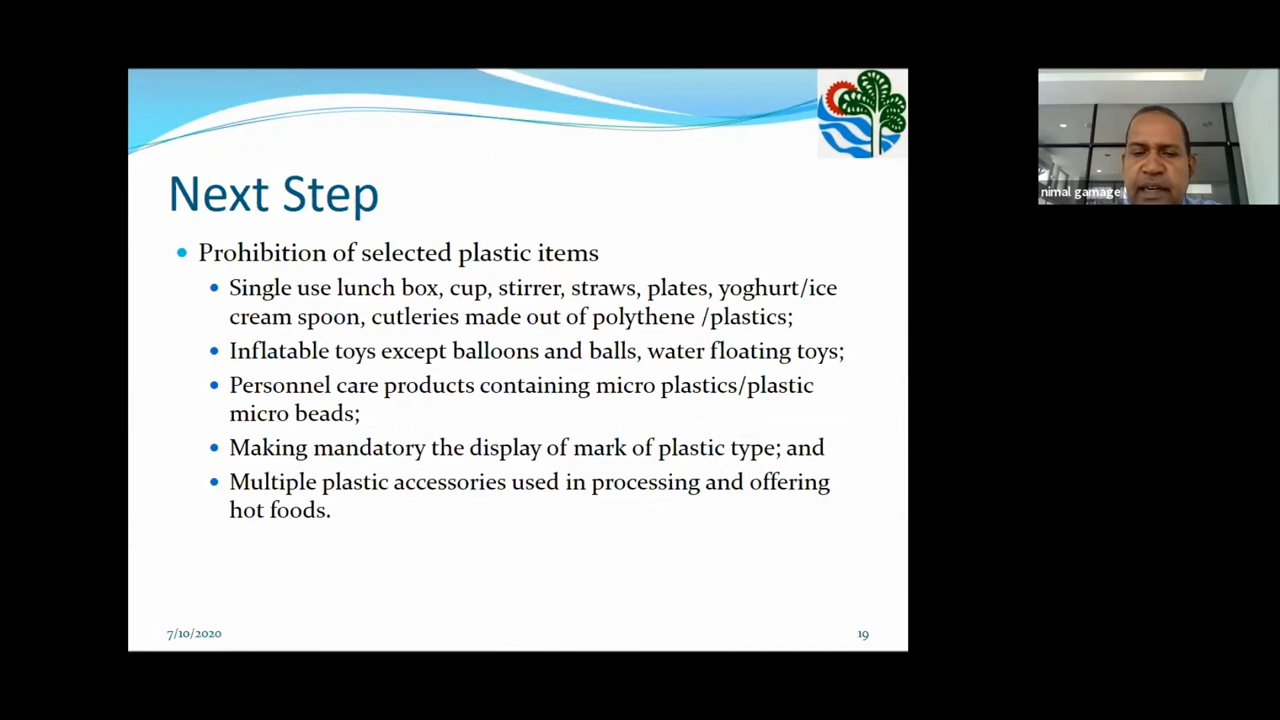 Next Step
Prohibition of selected plastic items
Single use lunch box, cup, stirrer, straws, plates, yoghurt/ice
cream spoon, cutleries made out of polythene /plastics;
Inflatable toys except balloons and balls, water floating toys;
Personnel care products containing micro plastics/plastic
micro beads;
Making mandatory the display of mark of plastic type; and
Multiple plastic accessories used in processing and offering
hot foods.
7/10/2020
19
nimal gamage